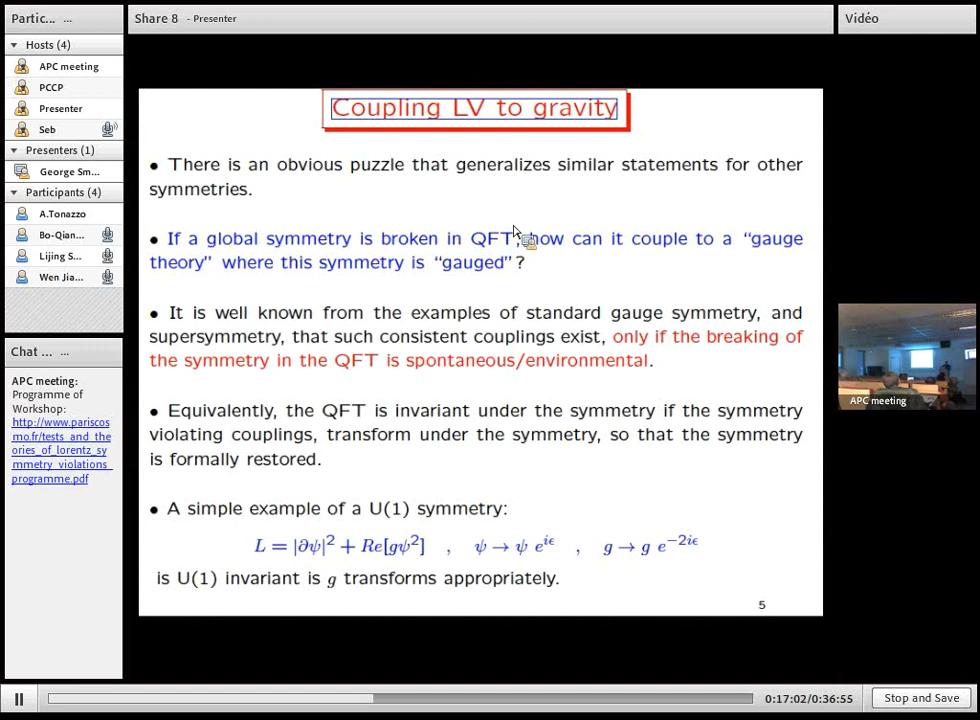 Partic... ...
Share 8 - Presenter
Vidéo
Hosts (4)
APC meeting
PCCP
Presenter
Seb
Presenters (1)
George Sm...
Participants (4)
A.Tonazzo
Bo-Qian...
Lijing S...
Wen Jia...
Chat ... ...
APC meeting:
Programme of
Workshop:
http://www.pariscos
mo.fr/tests_and_the
ories_of_lorentz_sy
mmetry_violations_
programme.pdf
Coupling LV to gravity
• There is an obvious puzzle that generalizes similar statements for other
symmetries.
• If a global symmetry is broken in QFT, how can it couple to a “gauge
theory” where this symmetry is “gauged”?
• It is well known from the examples of standard gauge symmetry, and
supersymmetry, that such consistent couplings exist, only if the breaking of
the symmetry in the QFT is spontaneous/environmental.
• Equivalently, the QFT is invariant under the symmetry if the symmetry
violating couplings, transform under the symmetry, so that the symmetry
is formally restored.
• A simple example of a U(1) symmetry:
L = |∂ψ|² + Re[gψ²] , ψ → ψ e^{iϵ} , g → g e^{−2iϵ}
is U(1) invariant is g transforms appropriately.
5
APC meeting
0:17:02/0:36:55
Stop and Save